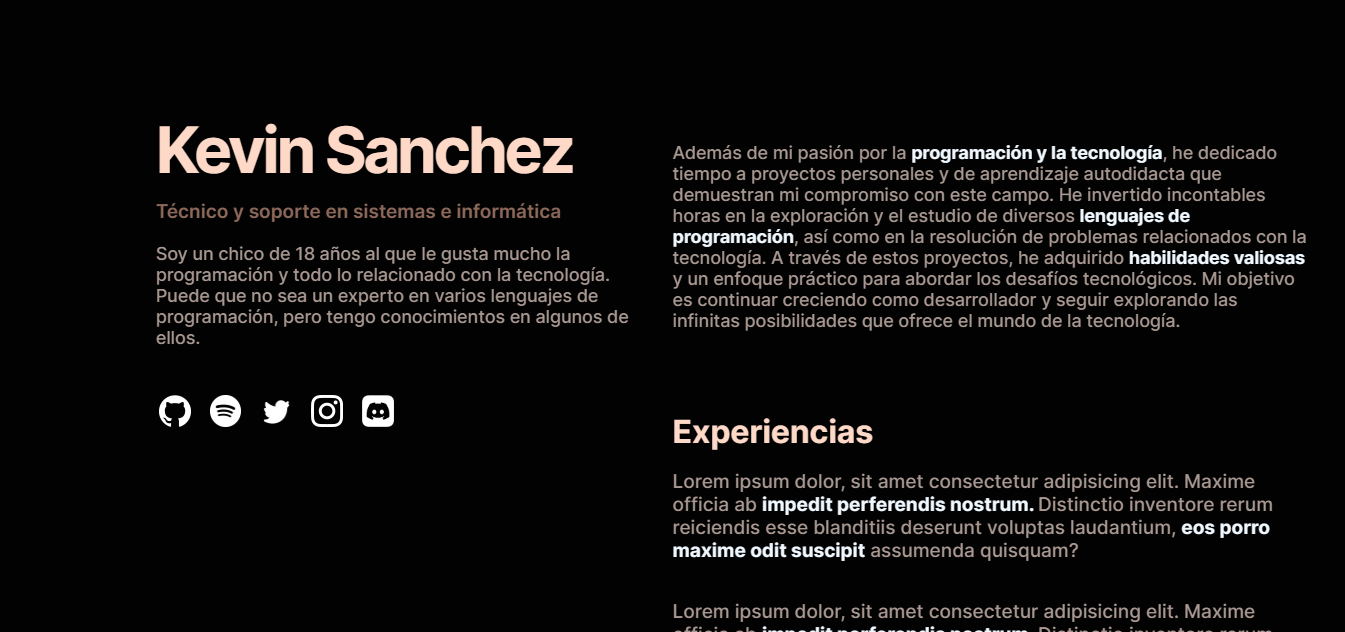 Kevin Sanchez
Técnico y soporte en sistemas e informática
Soy un chico de 18 años al que le gusta mucho la
programación y todo lo relacionado con la tecnología.
Puede que no sea un experto en varios lenguajes de
programación, pero tengo conocimientos en algunos de
ellos.
Además de mi pasión por la programación y la tecnología, he dedicado
tiempo a proyectos personales y de aprendizaje autodidacta que
demuestran mi compromiso con este campo. He invertido incontables
horas en la exploración y el estudio de diversos lenguajes de
programación, así como en la resolución de problemas relacionados con la
tecnología. A través de estos proyectos, he adquirido habilidades valiosas
y un enfoque práctico para abordar los desafíos tecnológicos. Mi objetivo
es continuar creciendo como desarrollador y seguir explorando las
infinitas posibilidades que ofrece el mundo de la tecnología.
Experiencias
Lorem ipsum dolor, sit amet consectetur adipisicing elit. Maxime
officia ab impedit perferendis nostrum. Distinctio inventore rerum
reiciendis esse blanditiis deserunt voluptas laudantium, eos porro
maxime odit suscipit assumenda quisquam?
Lorem ipsum dolor, sit amet consectetur adipisicing elit. Maxime
officia ab impedit perferendis nostrum. Distinctio inventore rerum